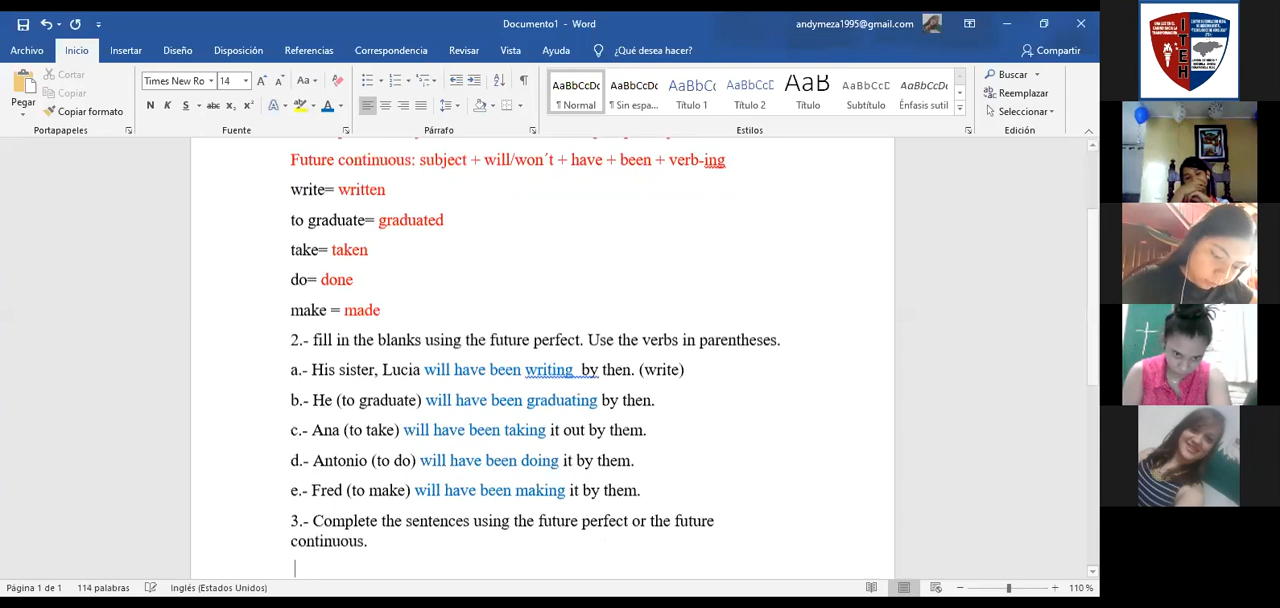 Documento1 - Word
andymeza1995@gmail.com
Archivo Inicio Insertar Diseño Disposición Referencias Correspondencia Revisar Vista Ayuda ¿Qué desea hacer? Compartir
Pegar
Cortar
Copiar
Copiar formato
Portapapeles
Times New Ro 14
N K S abc x₂ x²
Fuente
Párrafo
AaBbCcDc AaBbCcDc AaBbC AaBbCcD AaB AaBbCcD AaBbCcDa
¶ Normal ¶ Sin espa... Título 1 Título 2 Título Subtítulo Énfasis sutil
Estilos
Buscar
Reemplazar
Seleccionar
Edición
Future continuous: subject + will/won´t + have + been + verb-ing
write= written
to graduate= graduated
take= taken
do= done
make = made
2.- fill in the blanks using the future perfect. Use the verbs in parentheses.
a.- His sister, Lucia will have been writing by then. (write)
b.- He (to graduate) will have been graduating by then.
c.- Ana (to take) will have been taking it out by them.
d.- Antonio (to do) will have been doing it by them.
e.- Fred (to make) will have been making it by them.
3.- Complete the sentences using the future perfect or the future
continuous.
Página 1 de 1 114 palabras Inglés (Estados Unidos) 110 %
ITEH